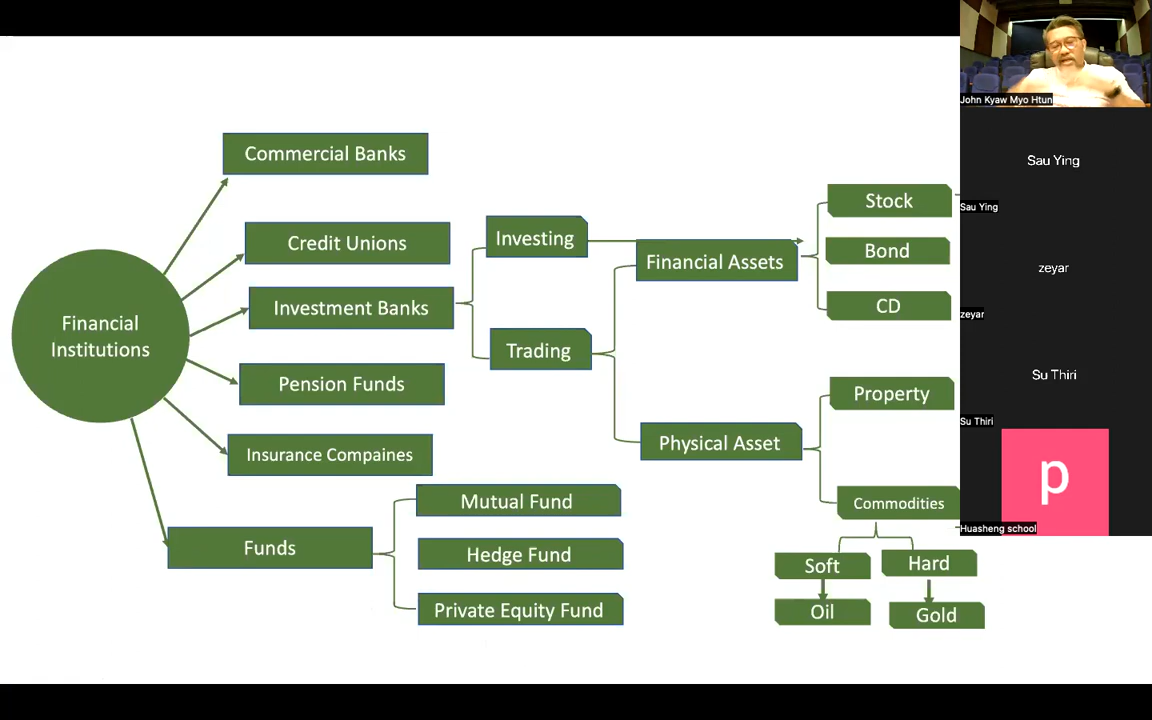 Commercial Banks
Credit Unions
Investment Banks
Pension Funds
Insurance Compaines
Funds
Financial
Institutions
Investing
Trading
Mutual Fund
Hedge Fund
Private Equity Fund
Financial Assets
Physical Asset
Stock
Bond
CD
Property
Commodities
Soft
Hard
Oil
Gold
John Kyaw Myo Htun
Sau Ying
Sau Ying
zeyar
zeyar
Su Thiri
Su Thiri
p
Huasheng school